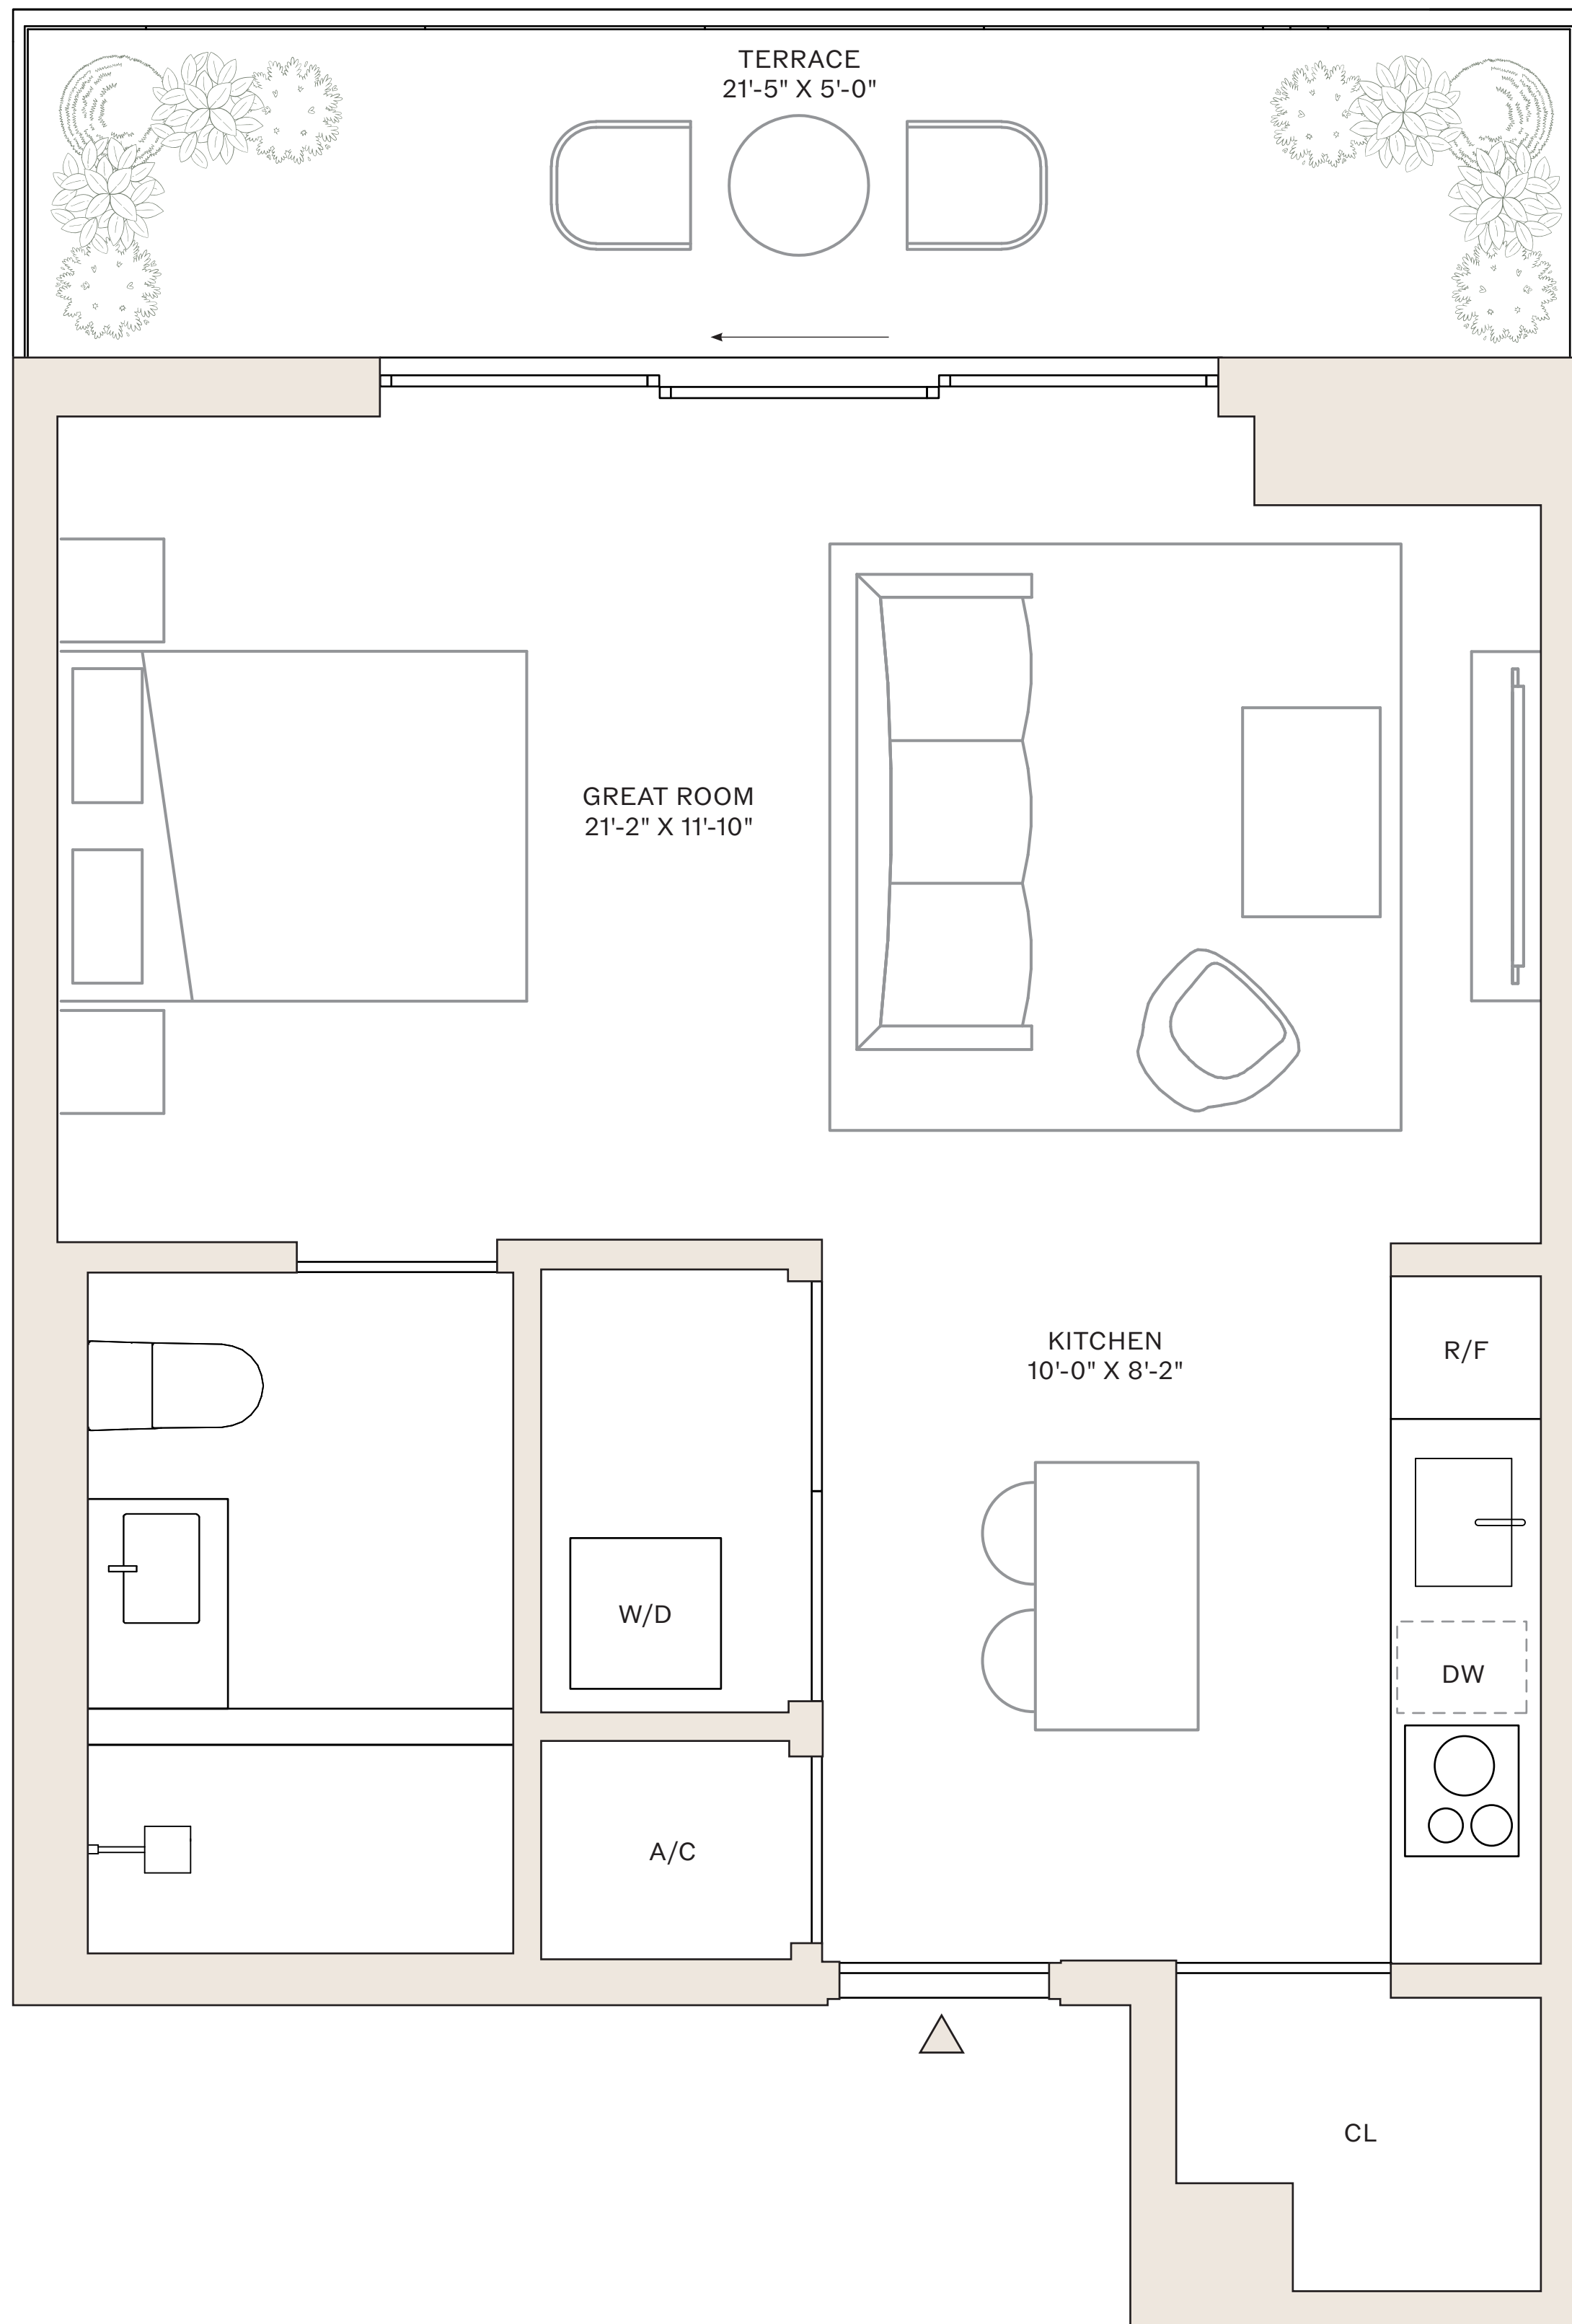 TERRACE
21'-5" X 5'-0"
GREAT ROOM
21'-2" X 11'-10"
KITCHEN
10'-0" X 8'-2"
R/F
W/D
DW
A/C
CL